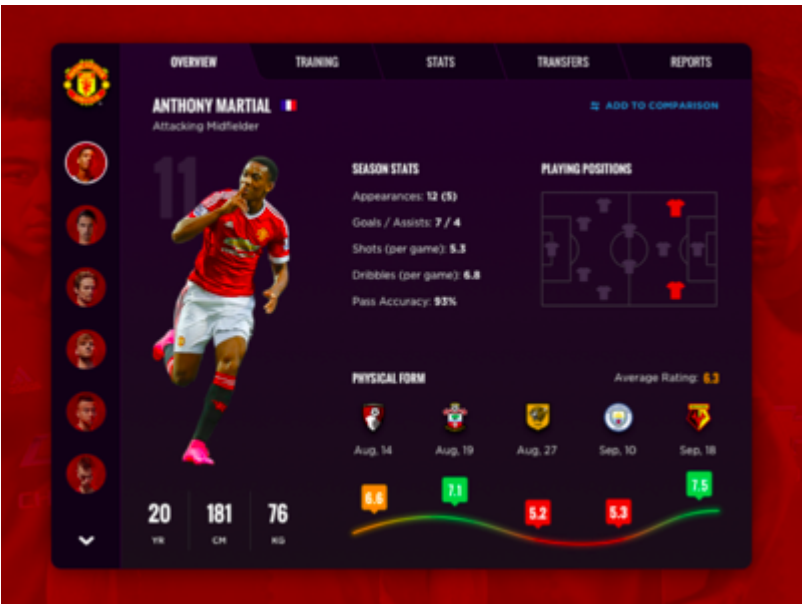 OVERVIEW
TRAINING
STATS
TRANSFERS
REPORTS
ANTHONY MARTIAL
ADD TO COMPARISON
Attacking Midfielder
11
SEASON STATS
Appearances: 12 (5)
Goals / Assists: 7 / 4
Shots (per game): 5.3
Dribbles (per game): 6.8
Pass Accuracy: 93%
PLAYING POSITIONS
PHYSICAL FORM
Average Rating: 6.3
Aug, 14
Aug, 19
Aug, 27
Sep, 10
Sep, 18
6.6
7.1
5.2
5.3
7.5
20
181
76
YR
CM
KG